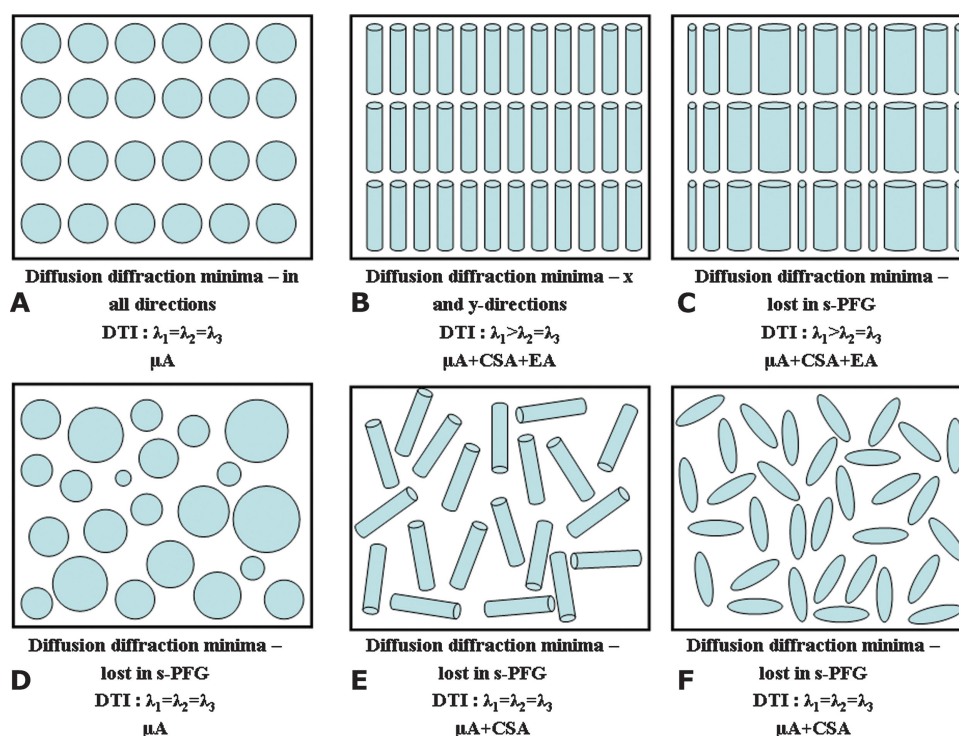 Diffusion diffraction minima – in
all directions
DTI : λ₁=λ₂=λ₃
μA
A
Diffusion diffraction minima – x
and y-directions
DTI : λ₁>λ₂=λ₃
μA+CSA+EA
B
Diffusion diffraction minima –
lost in s-PFG
DTI : λ₁>λ₂=λ₃
μA+CSA+EA
C
Diffusion diffraction minima –
lost in s-PFG
DTI : λ₁=λ₂=λ₃
μA
D
Diffusion diffraction minima –
lost in s-PFG
DTI : λ₁=λ₂=λ₃
μA+CSA
E
Diffusion diffraction minima –
lost in s-PFG
DTI : λ₁=λ₂=λ₃
μA+CSA
F